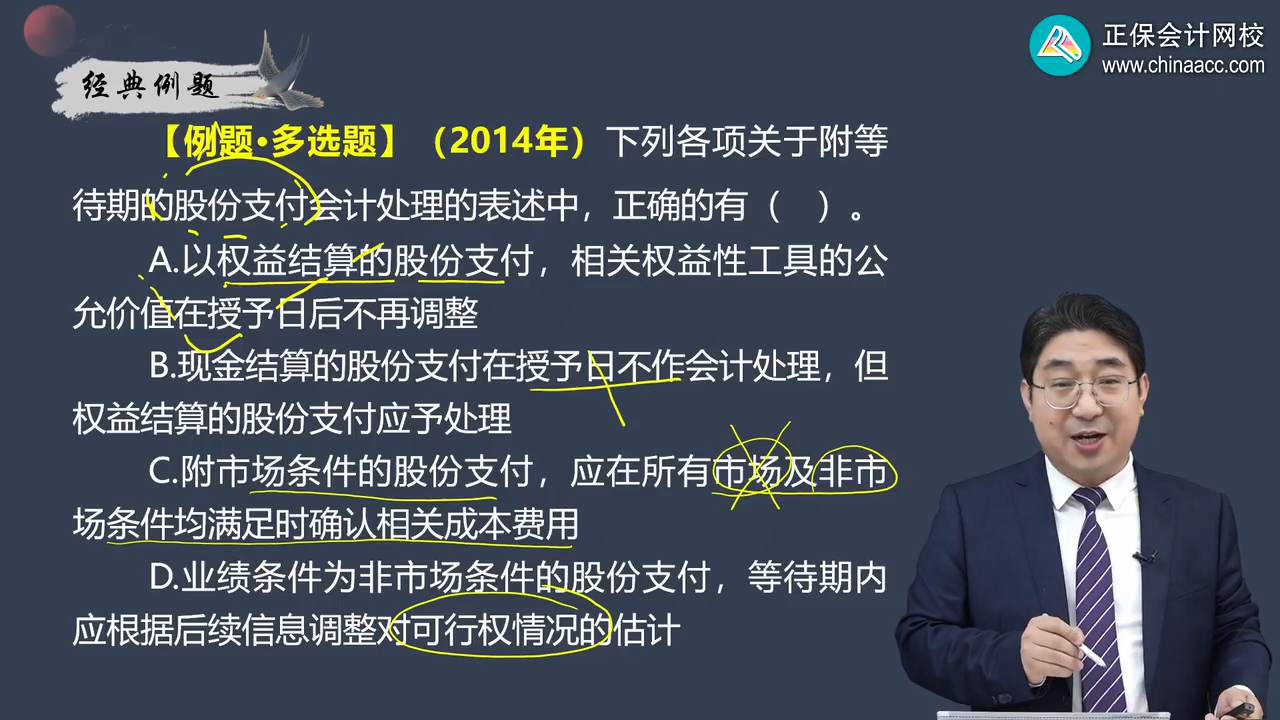 正保会计网校
www.chinaacc.com
经典例题
【例题•多选题】（2014年）下列各项关于附等
待期的股份支付会计处理的表述中，正确的有（　）。
A.以权益结算的股份支付，相关权益性工具的公
允价值在授予日后不再调整
B.现金结算的股份支付在授予日不作会计处理，但
权益结算的股份支付应予处理
C.附市场条件的股份支付，应在所有市场及非市
场条件均满足时确认相关成本费用
D.业绩条件为非市场条件的股份支付，等待期内
应根据后续信息调整对可行权情况的估计